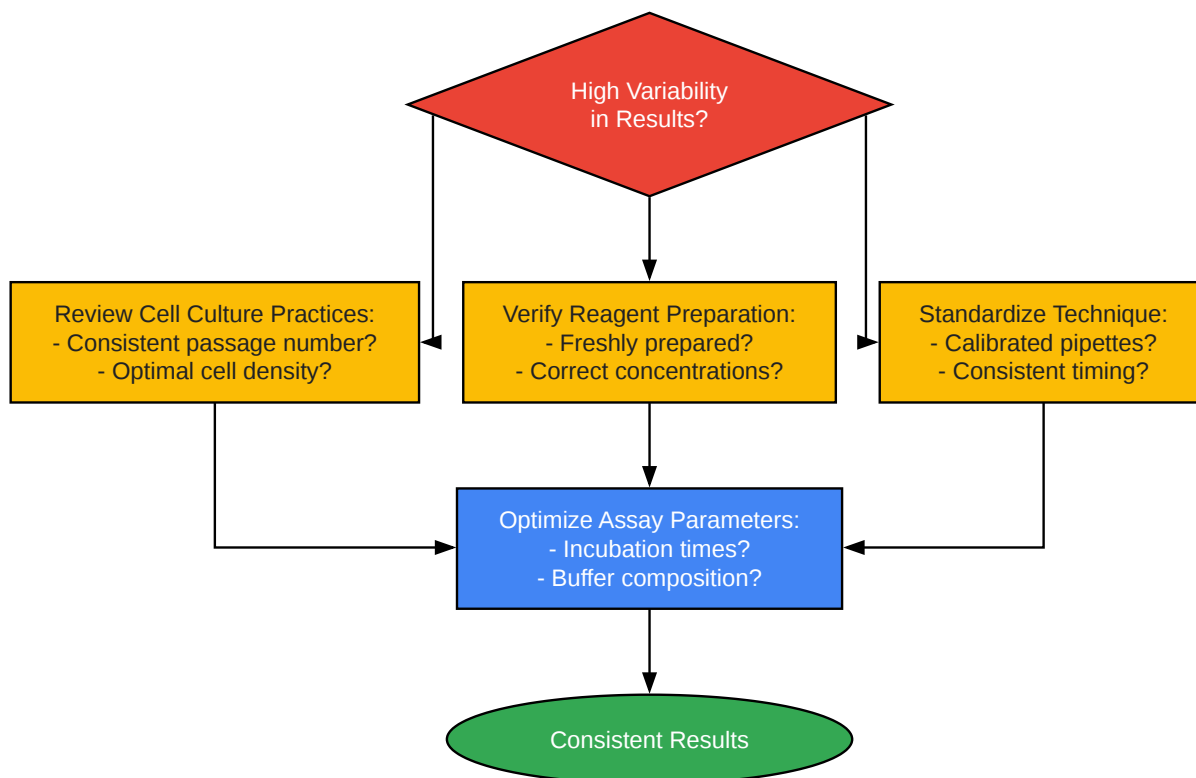 High Variability
in Results?
Review Cell Culture Practices:
- Consistent passage number?
- Optimal cell density?
Verify Reagent Preparation:
- Freshly prepared?
- Correct concentrations?
Standardize Technique:
- Calibrated pipettes?
- Consistent timing?
Optimize Assay Parameters:
- Incubation times?
- Buffer composition?
Consistent Results